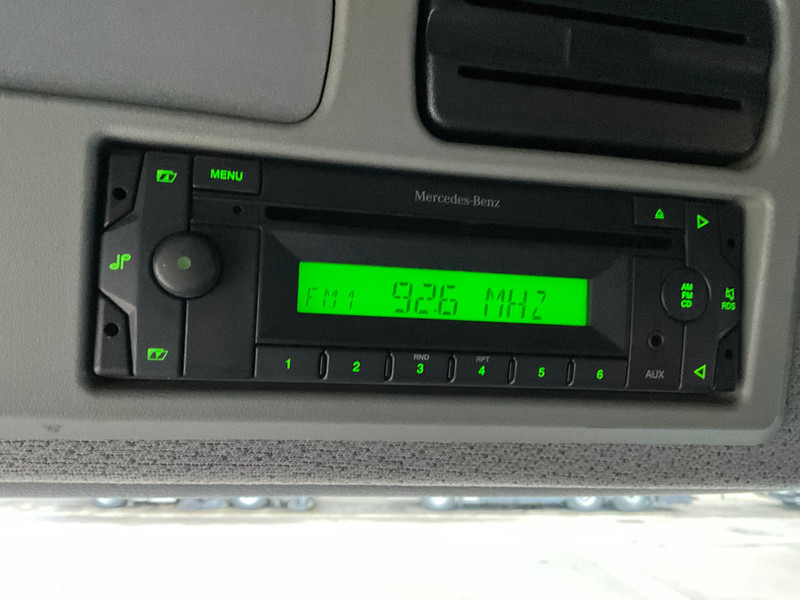 MENU
Mercedes-Benz
AM
FM
CD
RDS
FM1 92.6 MHZ
1 2 RND 3 RPT 4 5 6
AUX